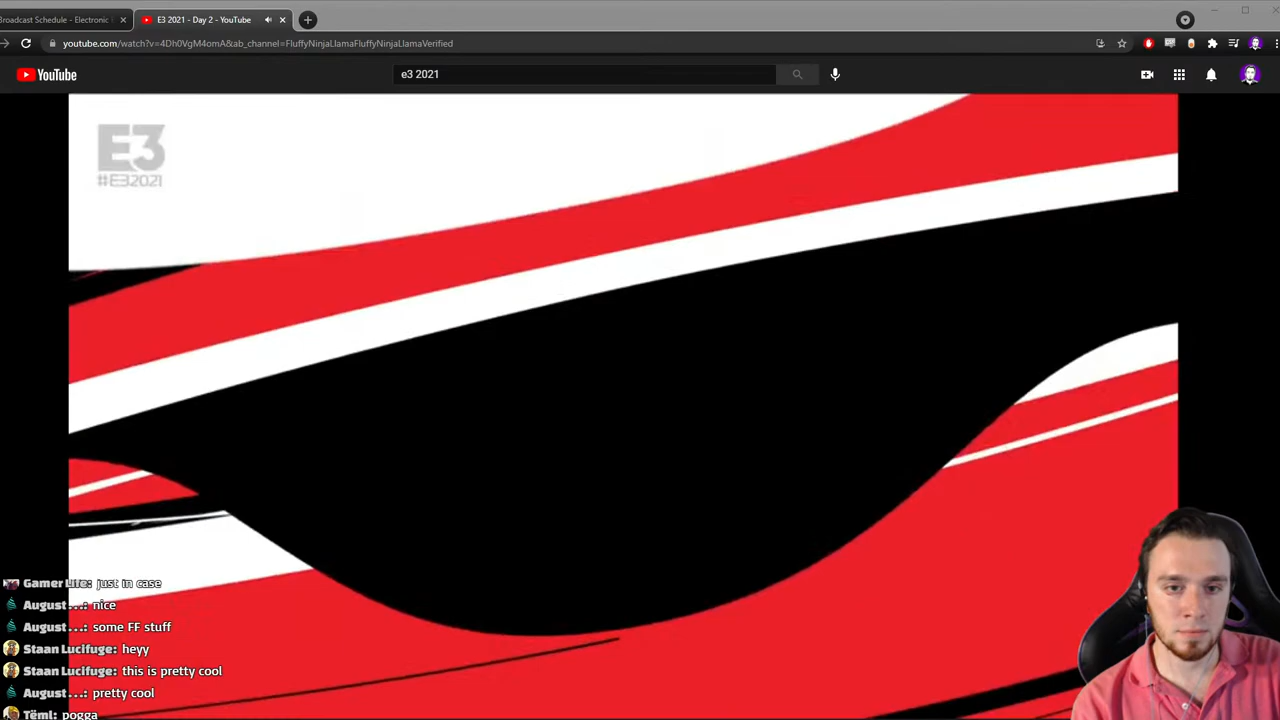 Broadcast Schedule - Electronic
E3 2021 - Day 2 - YouTube
youtube.com/watch?v=4Dh0VgM4omA&ab_channel=FluffyNinjaLlamaFluffyNinjaLlamaVerified
YouTube
e3 2021
E3
#E32021
Gamer Life: just in case
August...: nice
August...: some FF stuff
Staan Lucifuge: heyy
Staan Lucifuge: this is pretty cool
August...: pretty cool
Tëml: pogga